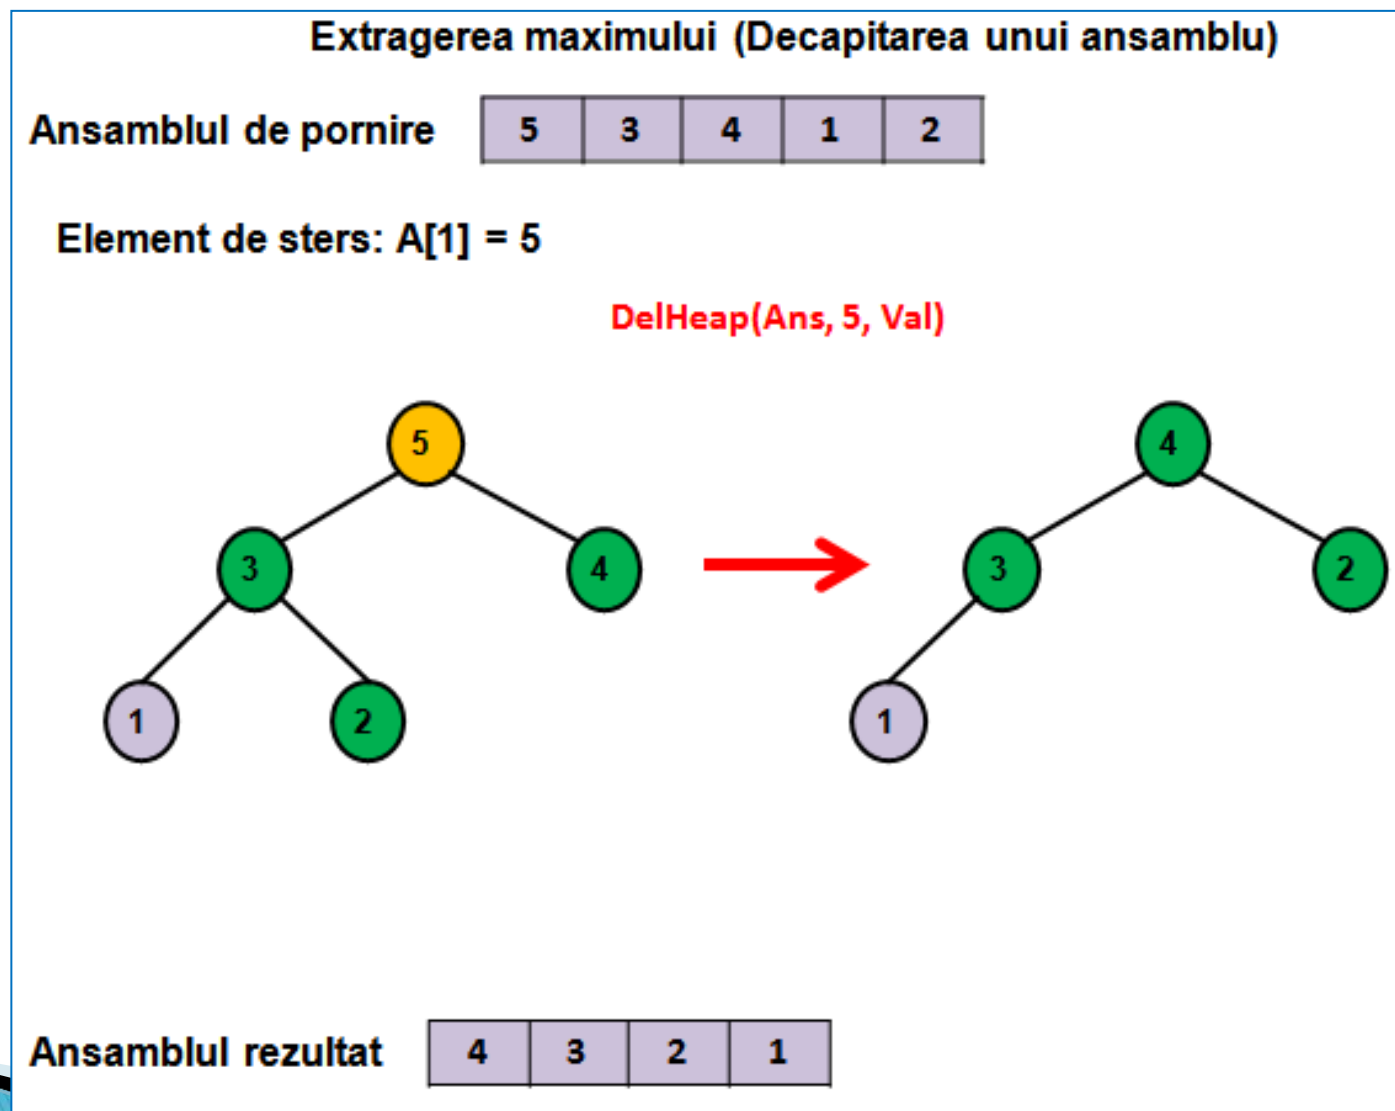 Extragerea maximului (Decapitarea unui ansamblu)
Ansamblul de pornire 5 3 4 1 2
Element de sters: A[1] = 5
DelHeap(Ans, 5, Val)
5 4
3 4 3 2
1 2 1
Ansamblul rezultat 4 3 2 1